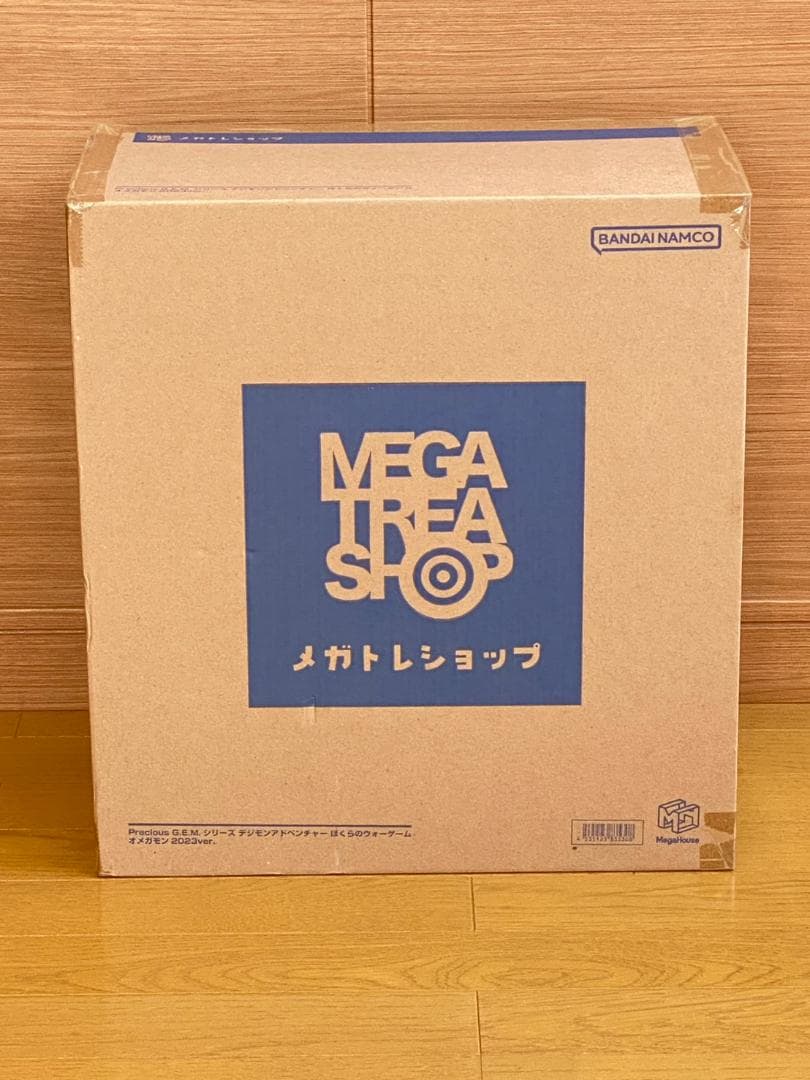 メガトレショップ
BANDAI NAMCO
MEGA
TREA
SHOP
メガトレショップ
Precious G.E.M. シリーズ デジモンアドベンチャー ぼくらのウォーゲーム
オメガモン 2023ver.
MegaHouse